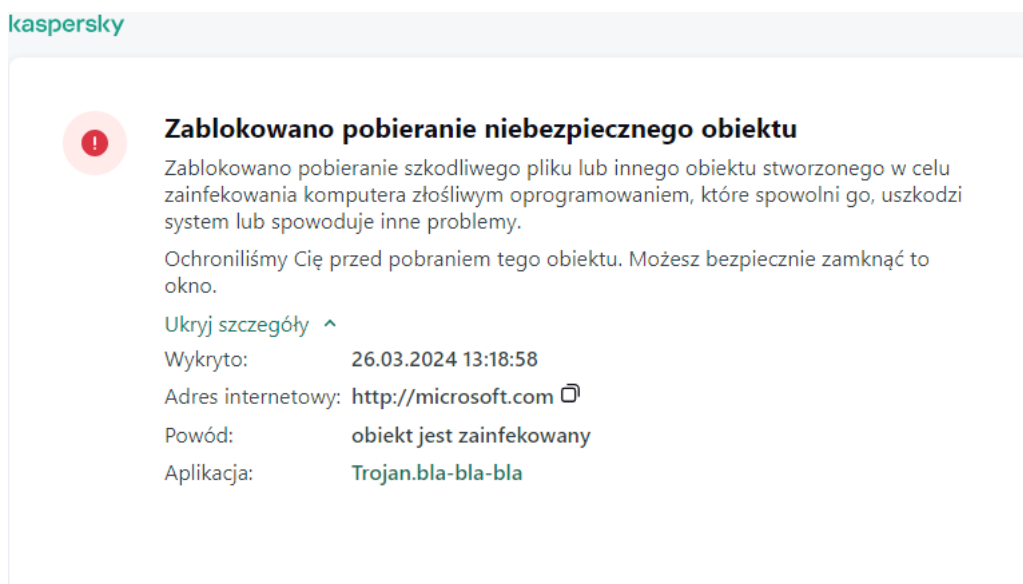 kaspersky
Zablokowano pobieranie niebezpiecznego obiektu
Zablokowano pobieranie szkodliwego pliku lub innego obiektu stworzonego w celu
zainfekowania komputera złośliwym oprogramowaniem, które spowolni go, uszkodzi
system lub spowoduje inne problemy.
Ochroniliśmy Cię przed pobraniem tego obiektu. Możesz bezpiecznie zamknąć to
okno.
Ukryj szczegóły
Wykryto: 26.03.2024 13:18:58
Adres internetowy: http://microsoft.com
Powód: obiekt jest zainfekowany
Aplikacja: Trojan.bla-bla-bla